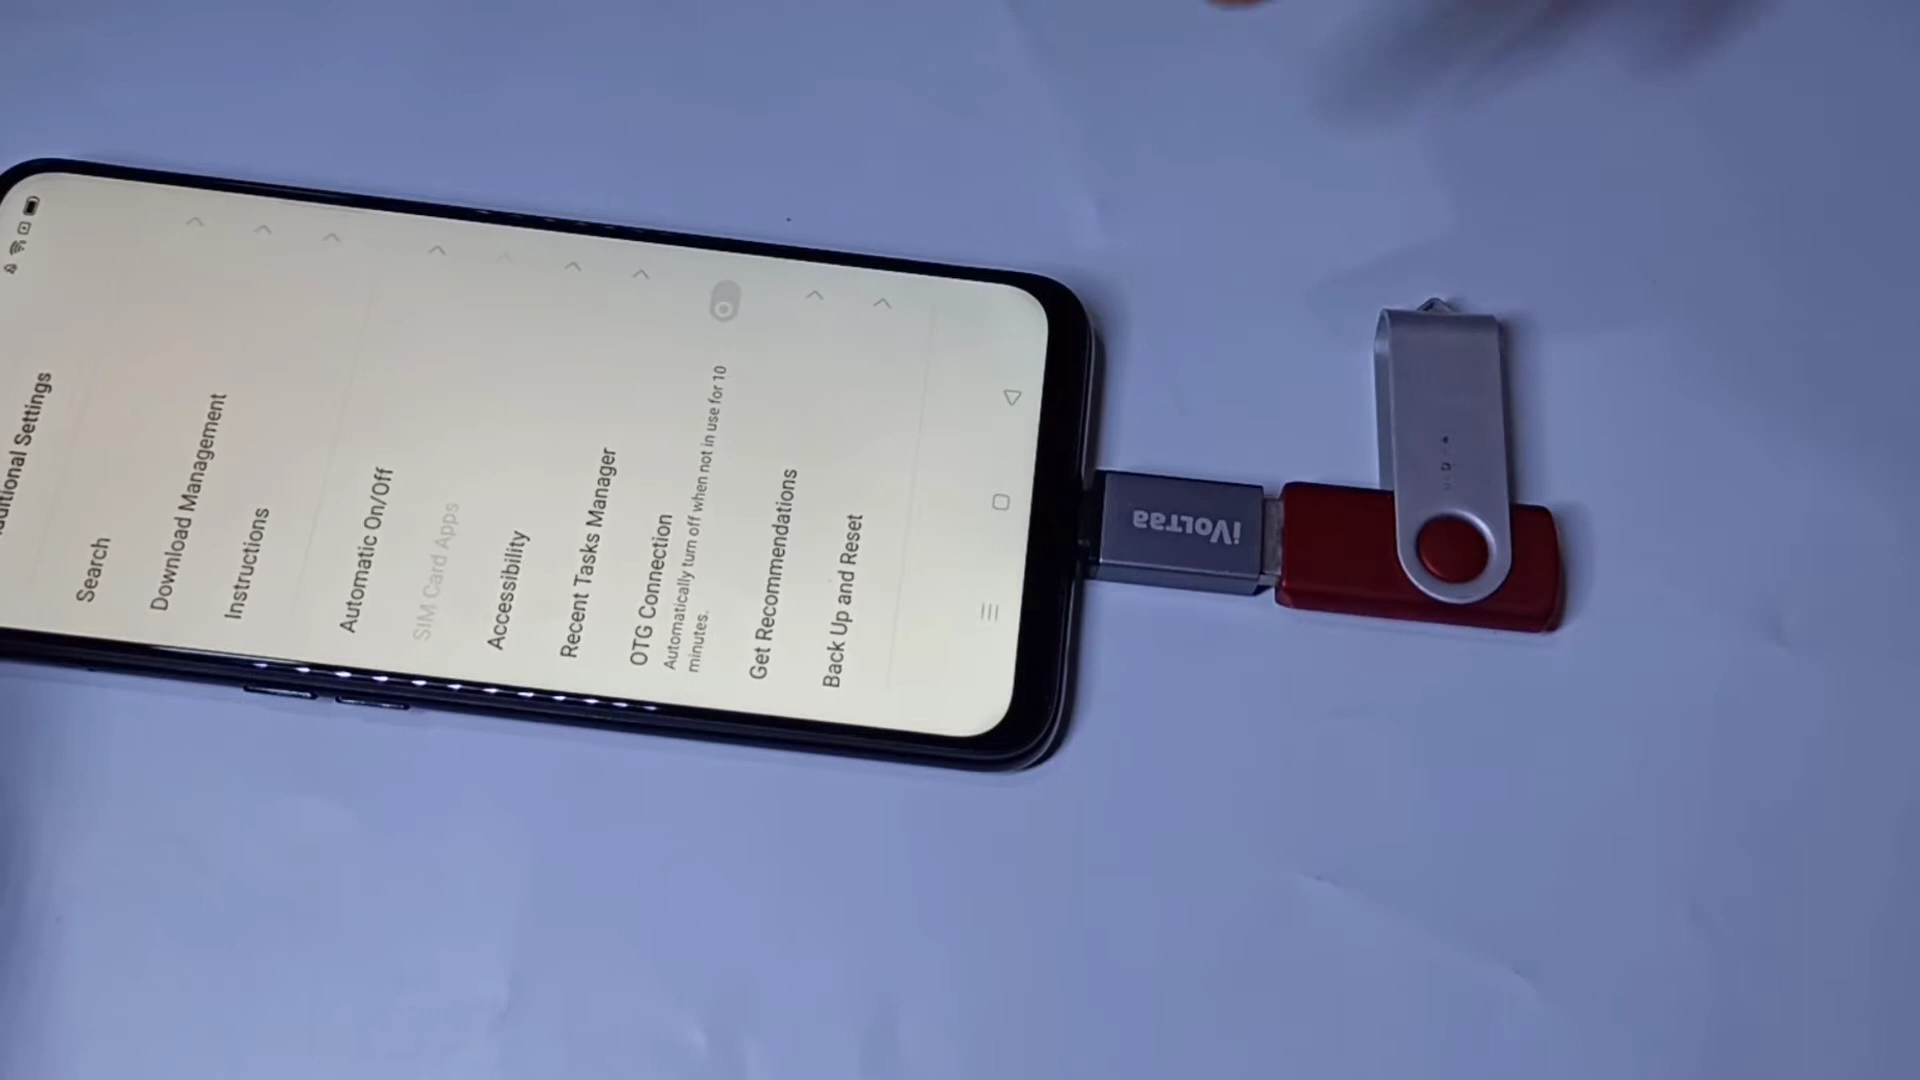 Settings
Search
Download Management
Instructions
Automatic On/Off
SIM Card Apps
Accessibility
Recent Tasks Manager
OTG Connection
Automatically turn off when not in use for 10
minutes.
Get Recommendations
Back Up and Reset
iVOLTaa